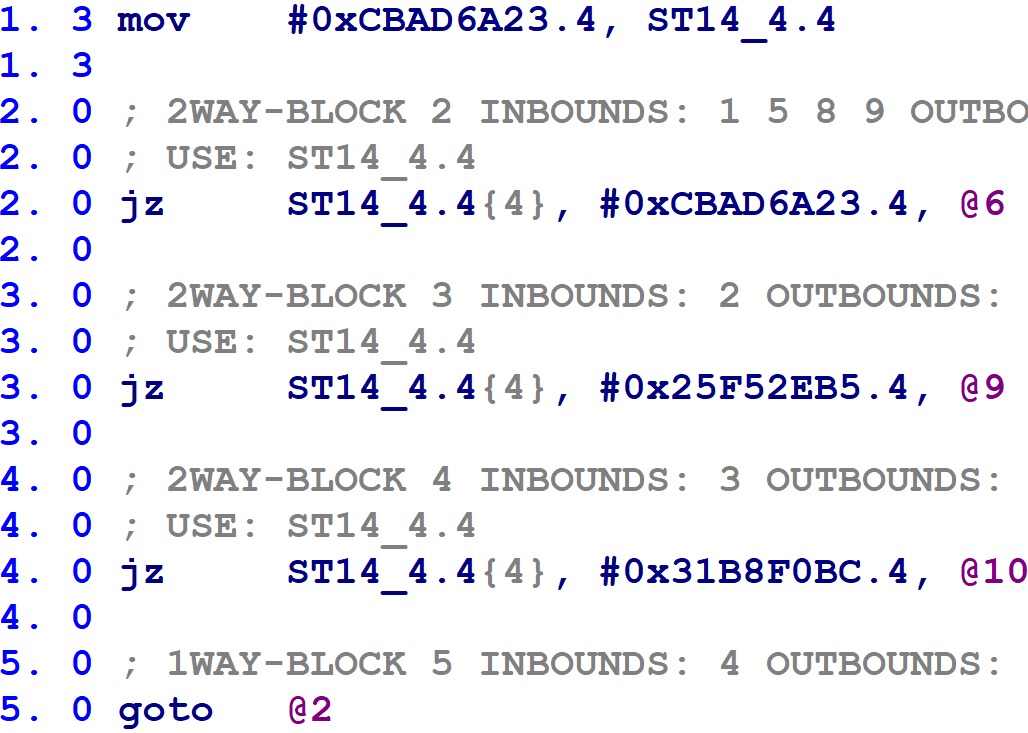 1. 3 mov    #0xCBAD6A23.4, ST14_4.4
1. 3
2. 0 ; 2WAY-BLOCK 2 INBOUNDS: 1 5 8 9 OUTBO
2. 0 ; USE: ST14_4.4
2. 0 jz     ST14_4.4{4}, #0xCBAD6A23.4, @6
2. 0
3. 0 ; 2WAY-BLOCK 3 INBOUNDS: 2 OUTBOUNDS:
3. 0 ; USE: ST14_4.4
3. 0 jz     ST14_4.4{4}, #0x25F52EB5.4, @9
3. 0
4. 0 ; 2WAY-BLOCK 4 INBOUNDS: 3 OUTBOUNDS:
4. 0 ; USE: ST14_4.4
4. 0 jz     ST14_4.4{4}, #0x31B8F0BC.4, @10
4. 0
5. 0 ; 1WAY-BLOCK 5 INBOUNDS: 4 OUTBOUNDS:
5. 0 goto   @2